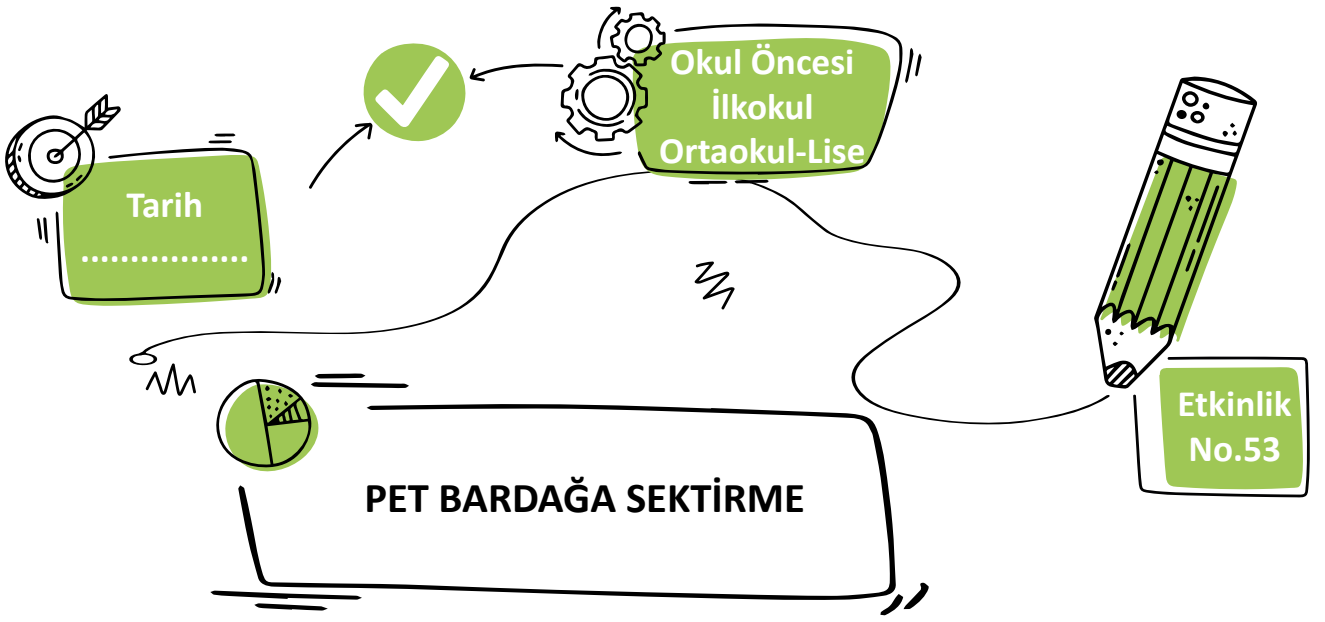 Okul Öncesi
İlkokul
Ortaokul-Lise
Tarih
.................
Etkinlik
No.53
PET BARDAĞA SEKTİRME